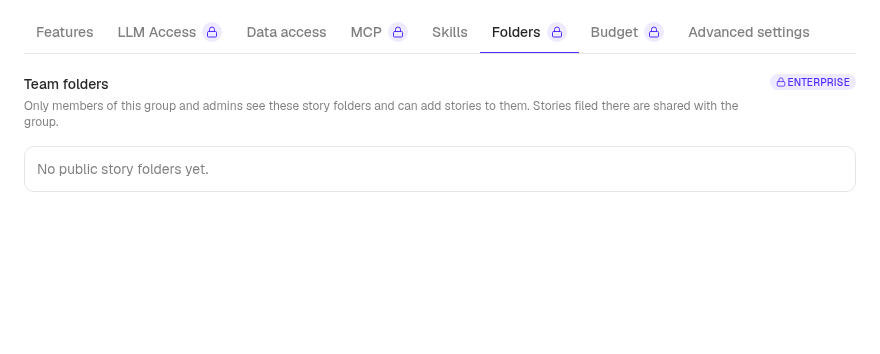 Features LLM Access Data access MCP Skills Folders Budget Advanced settings
Team folders
ENTERPRISE
Only members of this group and admins see these story folders and can add stories to them. Stories filed there are shared with the
group.
No public story folders yet.